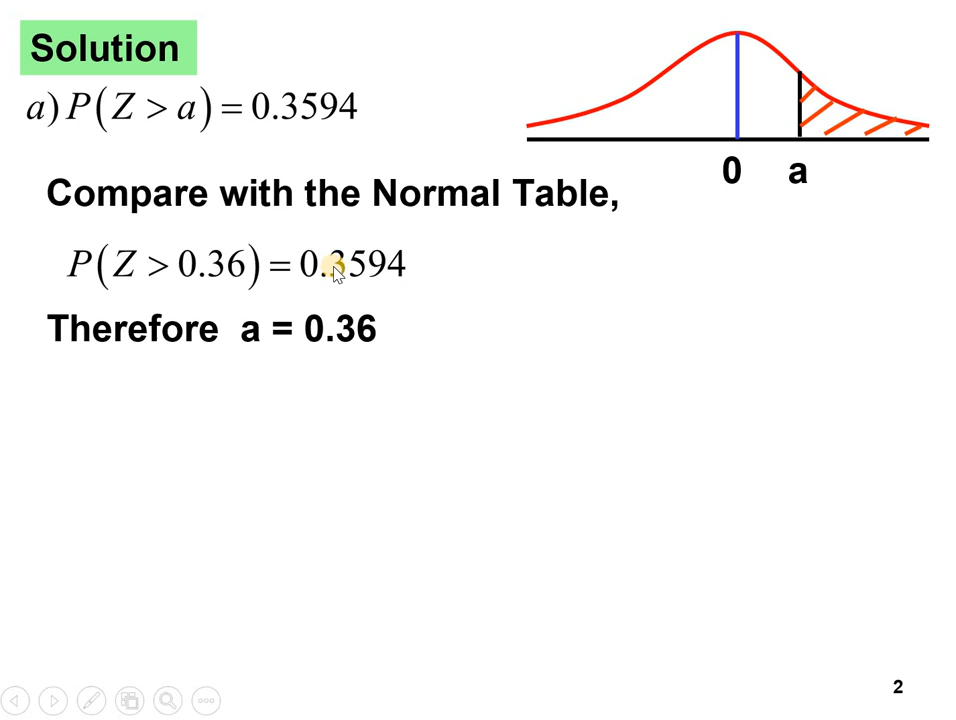 Solution
a) P(Z > a) = 0.3594
0 a
Compare with the Normal Table,
P(Z > 0.36) = 0.3594
Therefore a = 0.36
2